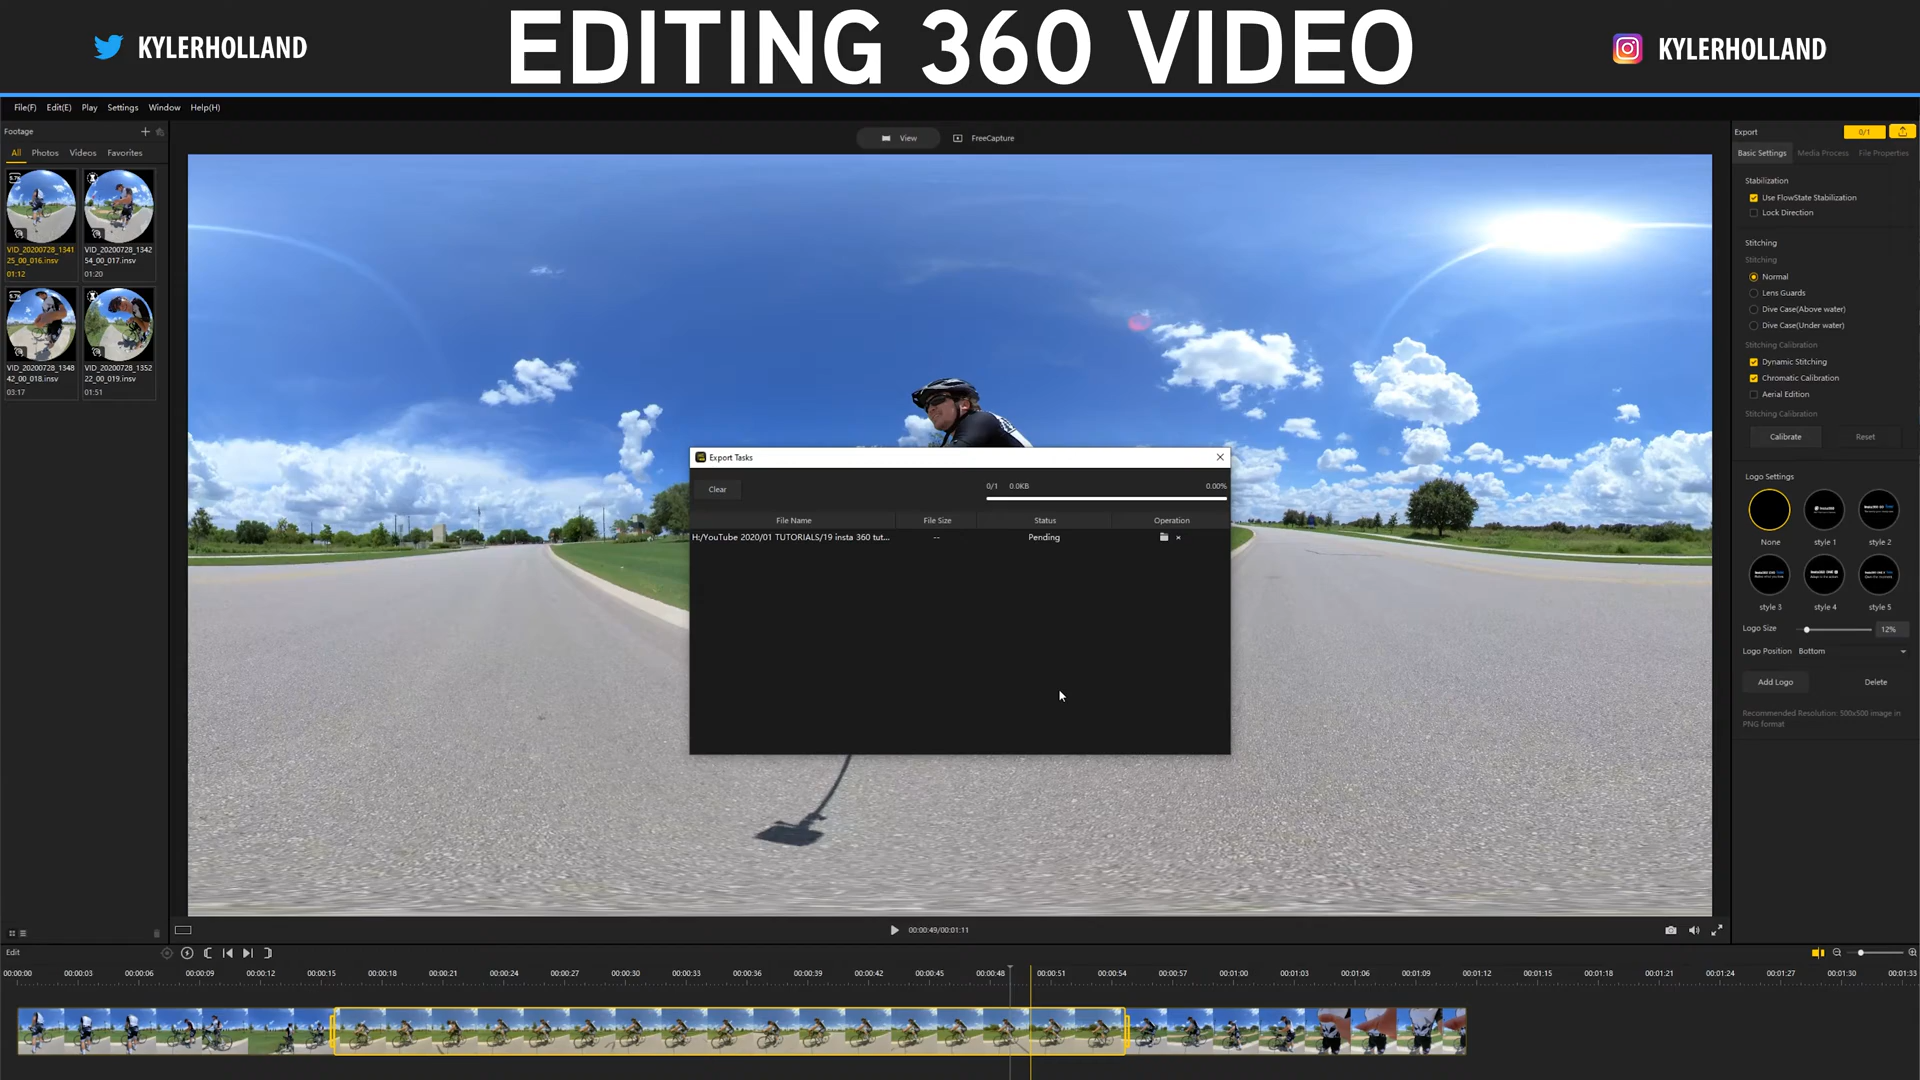 KYLERHOLLAND
EDITING 360 VIDEO
KYLERHOLLAND
File(F) Edit(E) Play Settings Window Help(H)
Footage
All Photos Videos Favorites
VID_20200728_1341
25_00_016.insv
01:12
VID_20200728_1342
54_00_017.insv
01:20
VID_20200728_1348
42_00_018.insv
03:17
VID_20200728_1352
22_00_019.insv
01:51
View FreeCapture
Export Tasks
Clear
0/1 0.0KB 0.00%
File Name File Size Status Operation
H:/YouTube 2020/01 TUTORIALS/19 insta 360 tut... -- Pending
00:00:49/00:01:11
Export 0/1
Basic Settings Media Process File Properties
Stabilization
Use FlowState Stabilization
Lock Direction
Stitching
Stitching
Normal
Lens Guards
Dive Case(Above water)
Dive Case(Under water)
Stitching Calibration
Dynamic Stitching
Chromatic Calibration
Aerial Edition
Stitching Calibration
Calibrate Reset
Logo Settings
None style 1 style 2
style 3 style 4 style 5
Logo Size 12%
Logo Position Bottom
Add Logo Delete
Recommended Resolution: 500x500 image in
PNG format
Edit
00:00:00 00:00:03 00:00:06 00:00:09 00:00:12 00:00:15 00:00:18 00:00:21 00:00:24 00:00:27 00:00:30 00:00:33 00:00:36 00:00:39 00:00:42 00:00:45 00:00:48 00:00:51 00:00:54 00:00:57 00:01:00 00:01:03 00:01:06 00:01:09 00:01:12 00:01:15 00:01:18 00:01:21 00:01:24 00:01:27 00:01:30 00:01:33